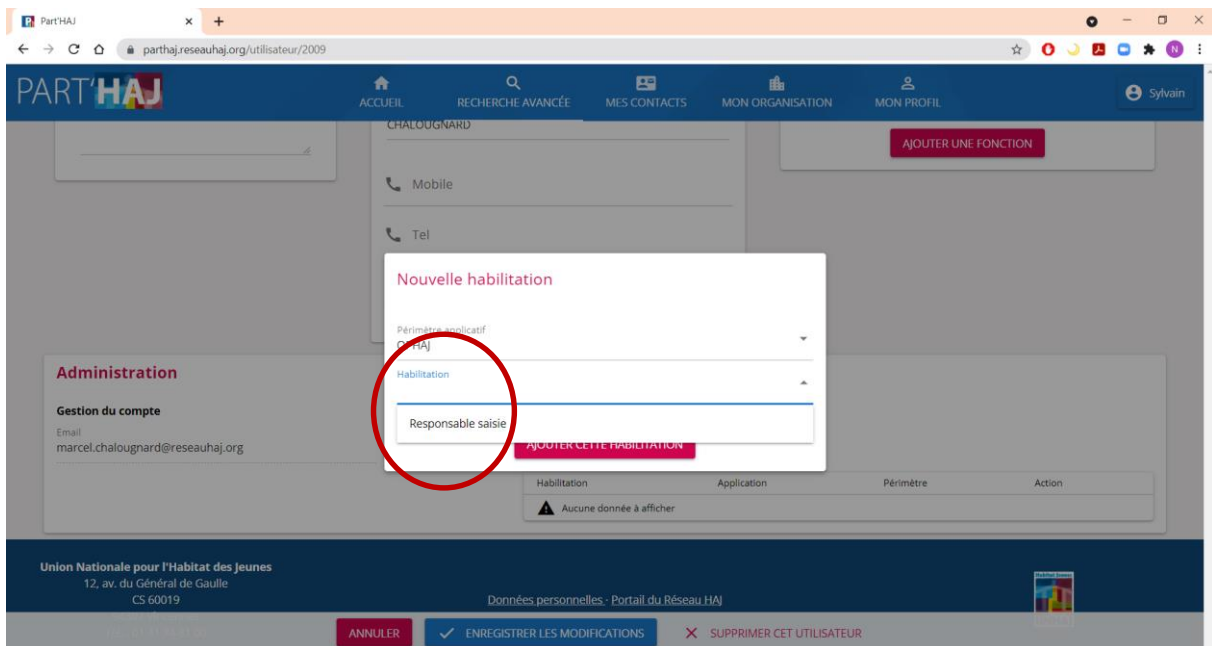 Part'HAJ
parthaj.reseauhaj.org/utilisateur/2009
N
PART'HAJ
ACCUEIL
RECHERCHE AVANCÉE
MES CONTACTS
MON ORGANISATION
MON PROFIL
Sylvain
CHALOUGNARD
AJOUTER UNE FONCTION
Mobile
Tel
Nouvelle habilitation
Périmètre applicatif
Habilitation
Responsable saisie
AJOUTER CETTE HABILITATION
Administration
Gestion du compte
Email
marcel.chalougnard@reseauhaj.org
Habilitation Application Périmètre Action
Aucune donnée à afficher
Union Nationale pour l'Habitat des Jeunes
12, av. du Général de Gaulle
CS 60019
Données personnelles - Portail du Réseau HAJ
ANNULER
ENREGISTRER LES MODIFICATIONS
SUPPRIMER CET UTILISATEUR